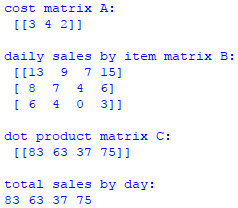 cost matrix A:
[[3 4 2]]
daily sales by item matrix B:
[[13 9 7 15]
[ 8 7 4 6]
[ 6 4 0 3]]
dot product matrix C:
[[83 63 37 75]]
total sales by day:
83 63 37 75